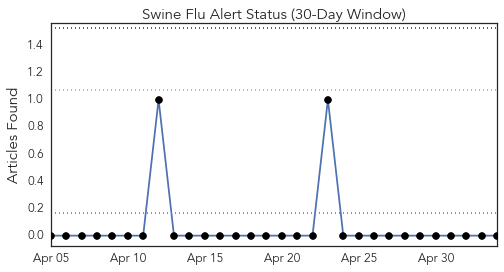 Swine Flu Alert Status (30-Day Window)
Articles Found
1.4
1.2
1.0
0.8
0.6
0.4
0.2
0.0
Apr 05
Apr 10
Apr 15
Apr 20
Apr 25
Apr 30